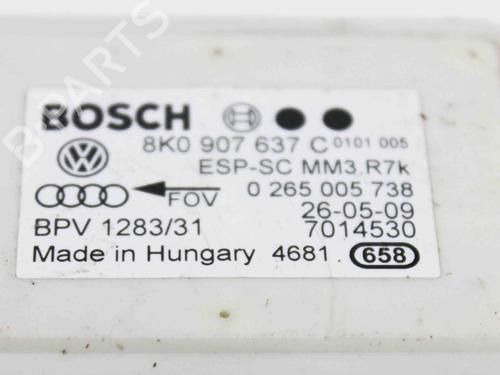 BOSCH
8K0 907 637 C 0101 005
ESP-SC MM3.R7k
FOV
0 265 005 738
26-05-09
BPV 1283/31
7014530
Made in Hungary 4681. 658
B PARTS